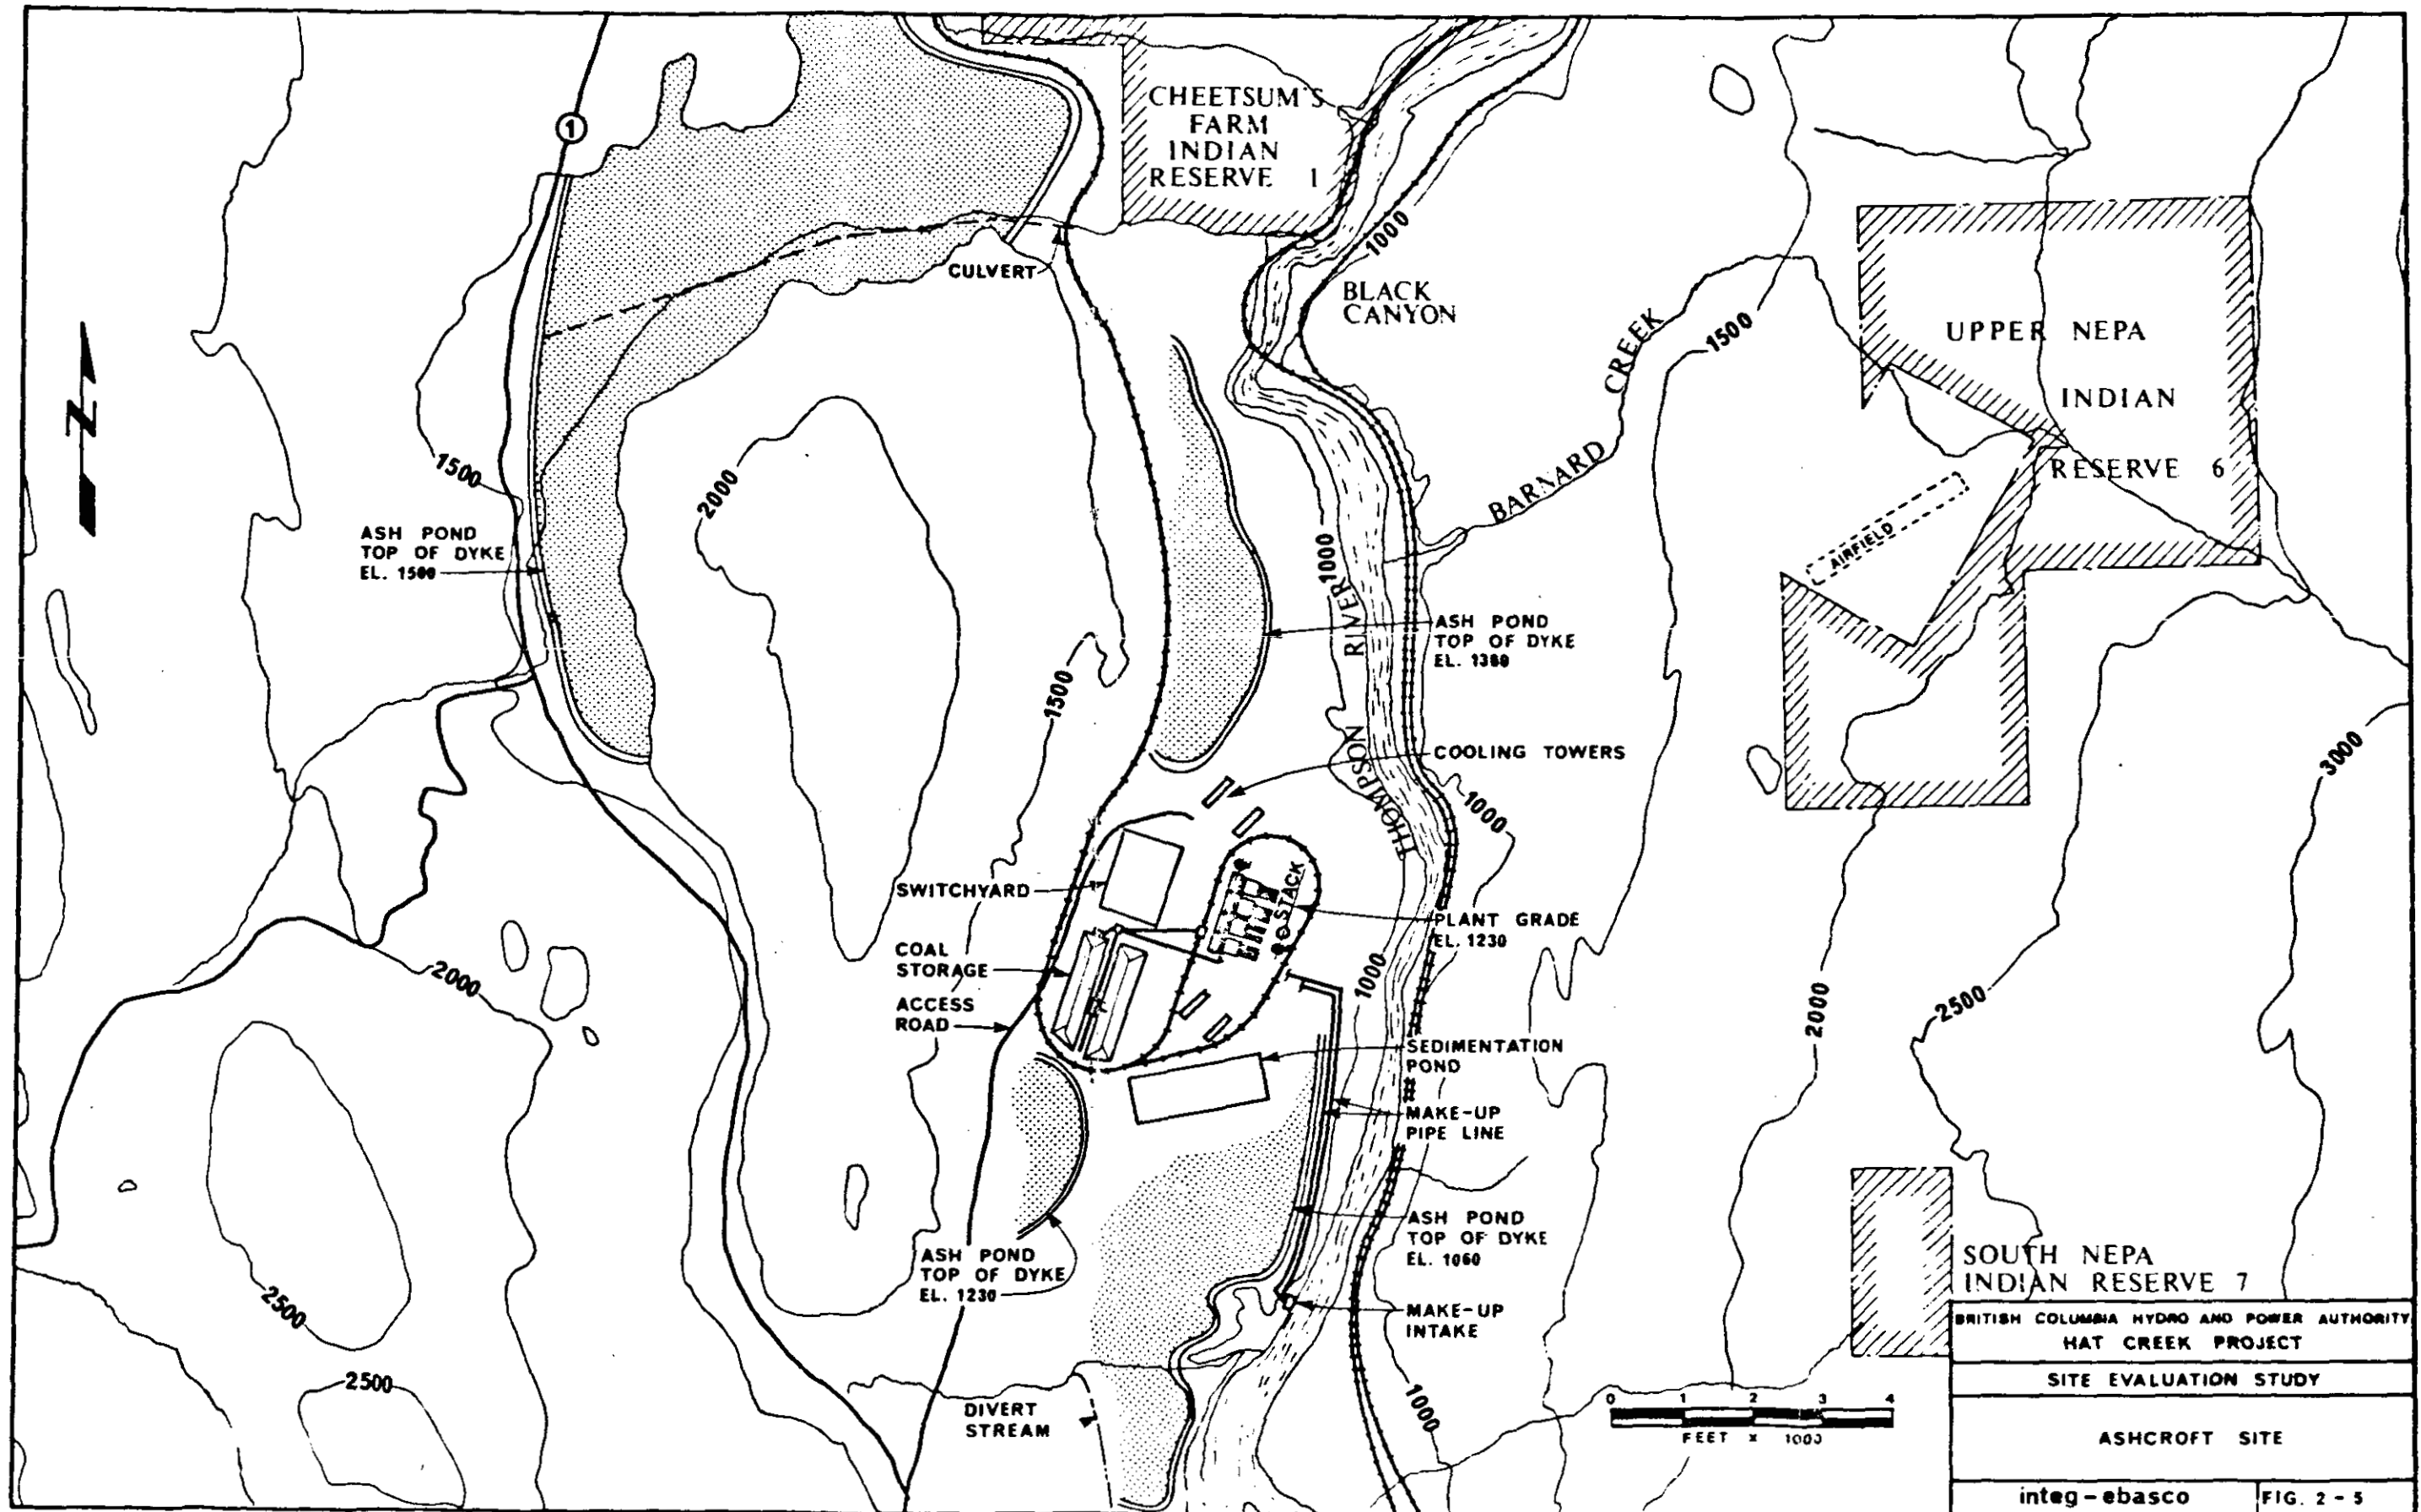 CHEETSUM'S
FARM
INDIAN
RESERVE 1
1
CULVERT
1000
BLACK
CANYON
CREEK
1500
UPPER NEPA
INDIAN
RESERVE 6
N
1500
2000
BARNARD
AIRFIELD
ASH POND
TOP OF DYKE
EL. 1500
1000
RIVER
ASH POND
TOP OF DYKE
EL. 1380
1500
THOMPSON
COOLING TOWERS
3000
1000
SWITCHYARD
STACK
PLANT GRADE
EL. 1230
COAL
STORAGE
2000
1000
2000
2500
ACCESS
ROAD
SEDIMENTATION
POND
MAKE-UP
PIPE LINE
ASH POND
TOP OF DYKE
EL. 1060
ASH POND
TOP OF DYKE
EL. 1230
SOUTH NEPA
INDIAN RESERVE 7
2500
MAKE-UP
INTAKE
2500
1000
DIVERT
STREAM
0 1 2 3 4
FEET x 1000
BRITISH COLUMBIA HYDRO AND POWER AUTHORITY
HAT CREEK PROJECT
SITE EVALUATION STUDY
ASHCROFT SITE
integ-ebasco
FIG. 2-5